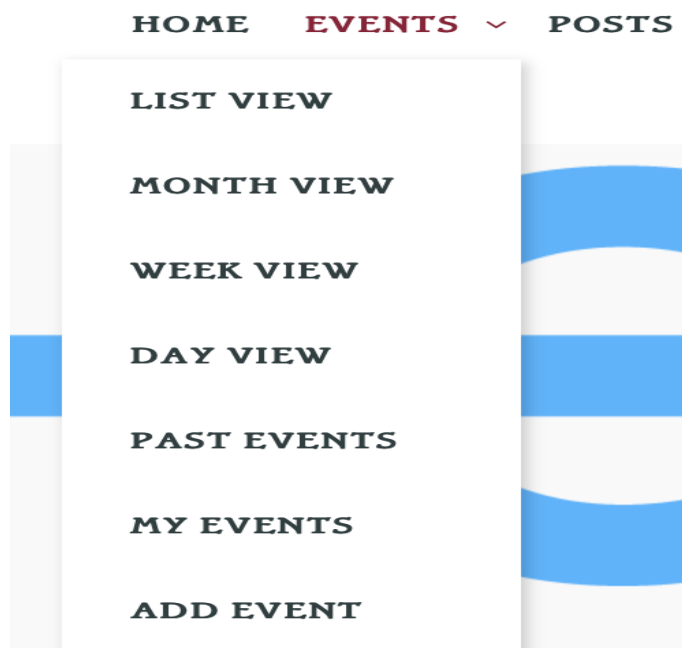 HOME EVENTS POSTS
LIST VIEW
MONTH VIEW
WEEK VIEW
DAY VIEW
PAST EVENTS
MY EVENTS
ADD EVENT